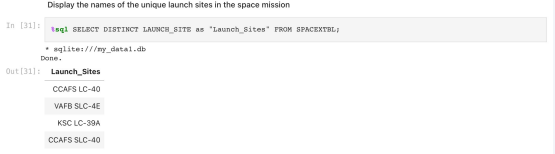 Display the names of the unique launch sites in the space mission
In [31]: %sql SELECT DISTINCT LAUNCH_SITE as "Launch_Sites" FROM SPACEXTBL;
* sqlite:///my_data1.db
Done.
Out[31]: Launch_Sites
CCAFS LC-40
VAFB SLC-4E
KSC LC-39A
CCAFS SLC-40